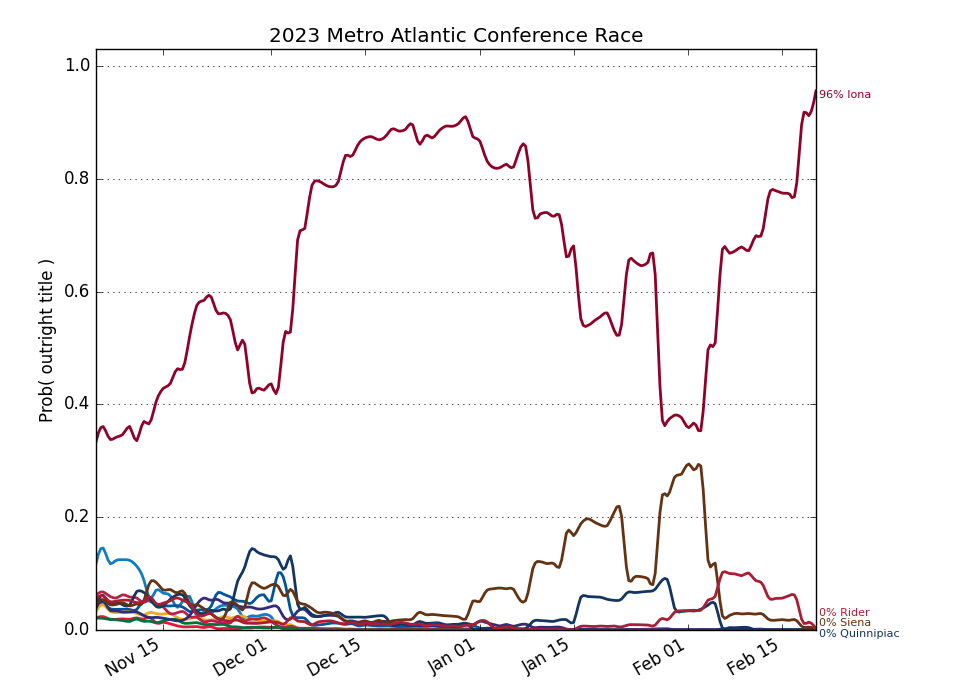 2023 Metro Atlantic Conference Race
Prob( outright title )
1.0
0.8
0.6
0.4
0.2
0.0
96% Iona
0% Rider
0% Siena
0% Quinnipiac
Nov 15
Dec 01
Dec 15
Jan 01
Jan 15
Feb 01
Feb 15